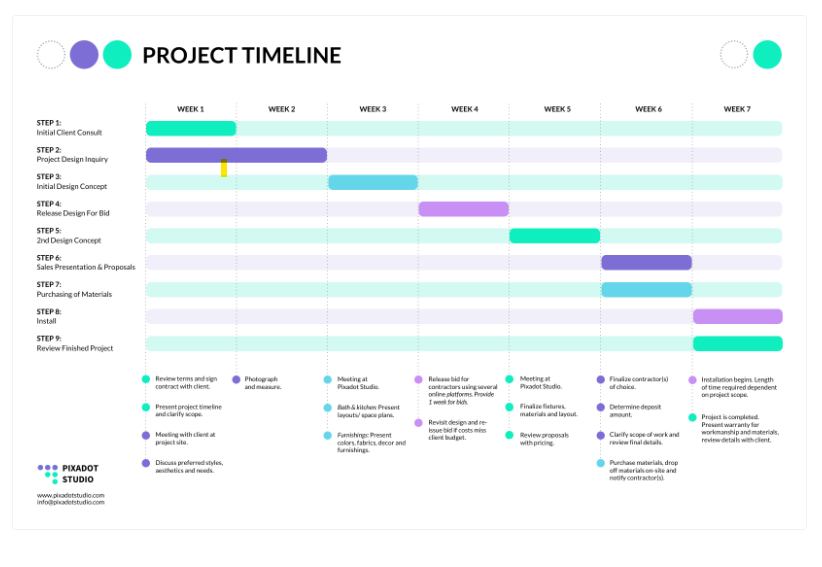 PROJECT TIMELINE
WEEK 1
WEEK 2
WEEK 3
WEEK 4
WEEK 5
WEEK 6
WEEK 7
STEP 1:
Initial Client Consult
STEP 2:
Project Design Inquiry
STEP 3:
Initial Design Concept
STEP 4:
Release Design For Bid
STEP 5:
2nd Design Concept
STEP 6:
Sales Presentation & Proposals
STEP 7:
Purchasing of Materials
STEP 8:
Install
STEP 9:
Review Finished Project
Review terms and sign
contract with client.
Present project timeline
and clarify scope.
Meeting with client at
project site.
Discuss preferred styles,
aesthetics and needs.
Photograph
and measure.
Meeting at
Pixadot Studio.
Bath & kitchen: Present
layouts/ space plans.
Furnishings: Present
colors, fabrics, decor and
furnishings.
Release bid for
contractors using several
online platforms. Provide
1 week for bids.
Revisit design and re-
issue bid if costs miss
client budget.
Meeting at
Pixadot Studio.
Finalize fixtures,
materials and layout.
Review proposals
with pricing.
Finalize contractor(s)
of choice.
Determine deposit
amount.
Clarify scope of work and
review final details.
Purchase materials, drop
off materials on-site and
notify contractor(s).
Installation begins. Length
of time required dependent
on project scope.
Project is completed.
Present warranty for
workmanship and materials,
review details with client.
PIXADOT
STUDIO
www.pixadotstudio.com
info@pixadotstudio.com